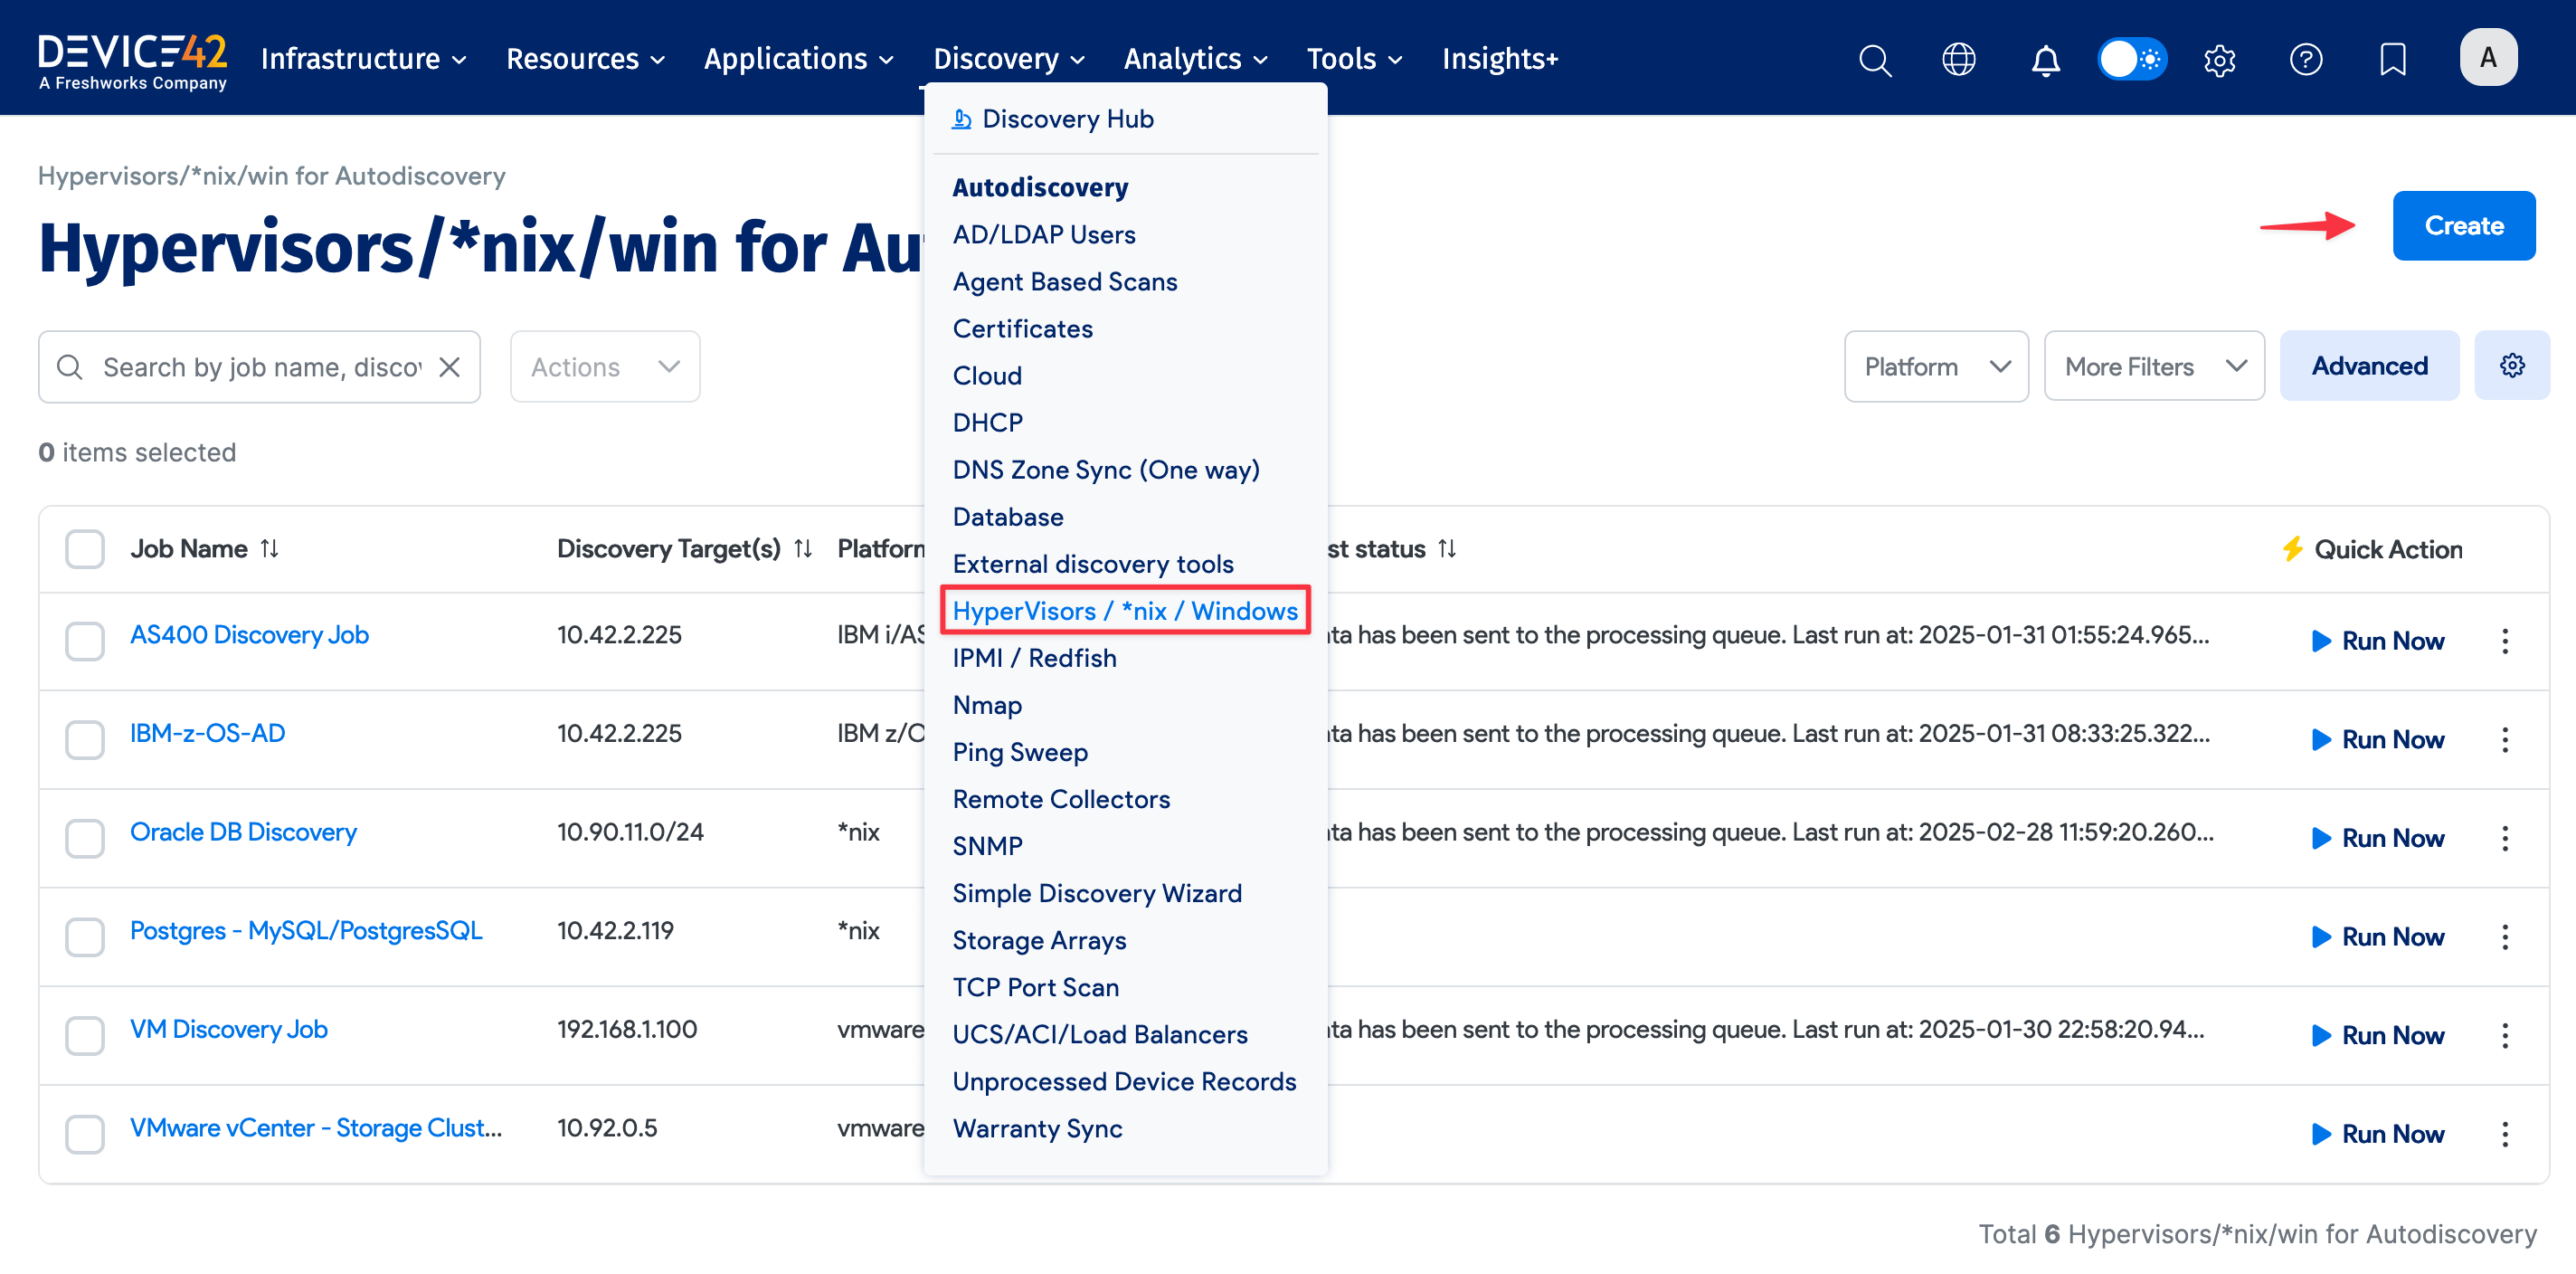 DEVICE42
A Freshworks Company
Infrastructure
Resources
Applications
Discovery
Analytics
Tools
Insights+
A
Discovery Hub
Autodiscovery
AD/LDAP Users
Agent Based Scans
Certificates
Cloud
DHCP
DNS Zone Sync (One way)
Database
External discovery tools
HyperVisors / *nix / Windows
IPMI / Redfish
Nmap
Ping Sweep
Remote Collectors
SNMP
Simple Discovery Wizard
Storage Arrays
TCP Port Scan
UCS/ACI/Load Balancers
Unprocessed Device Records
Warranty Sync
Hypervisors/*nix/win for Autodiscovery
Hypervisors/*nix/win for Au
Create
Search by job name, disco
Actions
Platform
More Filters
Advanced
0 items selected
Job Name Discovery Target(s) Platform st status Quick Action
AS400 Discovery Job 10.42.2.225 IBM i/AS ta has been sent to the processing queue. Last run at: 2025-01-31 01:55:24.965... Run Now
IBM-z-OS-AD 10.42.2.225 IBM z/O ta has been sent to the processing queue. Last run at: 2025-01-31 08:33:25.322... Run Now
Oracle DB Discovery 10.90.11.0/24 *nix ta has been sent to the processing queue. Last run at: 2025-02-28 11:59:20.260... Run Now
Postgres - MySQL/PostgresSQL 10.42.2.119 *nix Run Now
VM Discovery Job 192.168.1.100 vmware ta has been sent to the processing queue. Last run at: 2025-01-30 22:58:20.94... Run Now
VMware vCenter - Storage Clust... 10.92.0.5 vmware Run Now
Total 6 Hypervisors/*nix/win for Autodiscovery